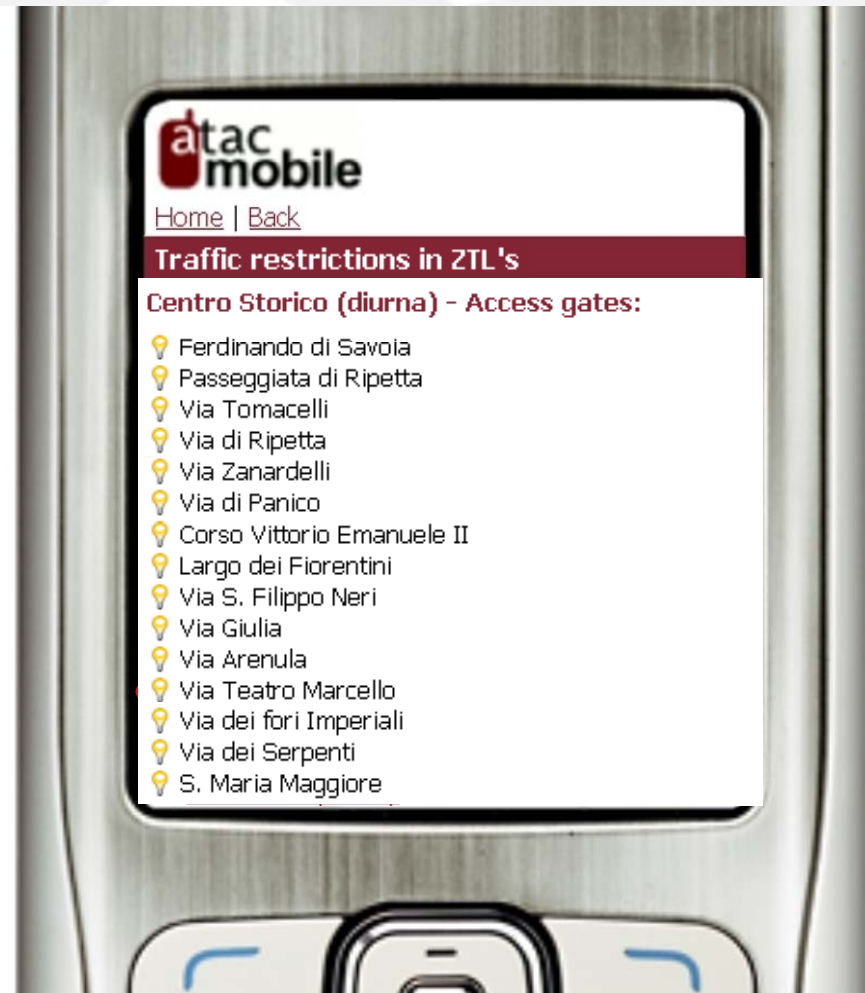 atac
mobile
Home | Back
Traffic restrictions in ZTL's
Centro Storico (diurna) - Access gates:
Ferdinando di Savoia
Passeggiata di Ripetta
Via Tomacelli
Via di Ripetta
Via Zanardelli
Via di Panico
Corso Vittorio Emanuele II
Largo dei Fiorentini
Via S. Filippo Neri
Via Giulia
Via Arenula
Via Teatro Marcello
Via dei fori Imperiali
Via dei Serpenti
S. Maria Maggiore